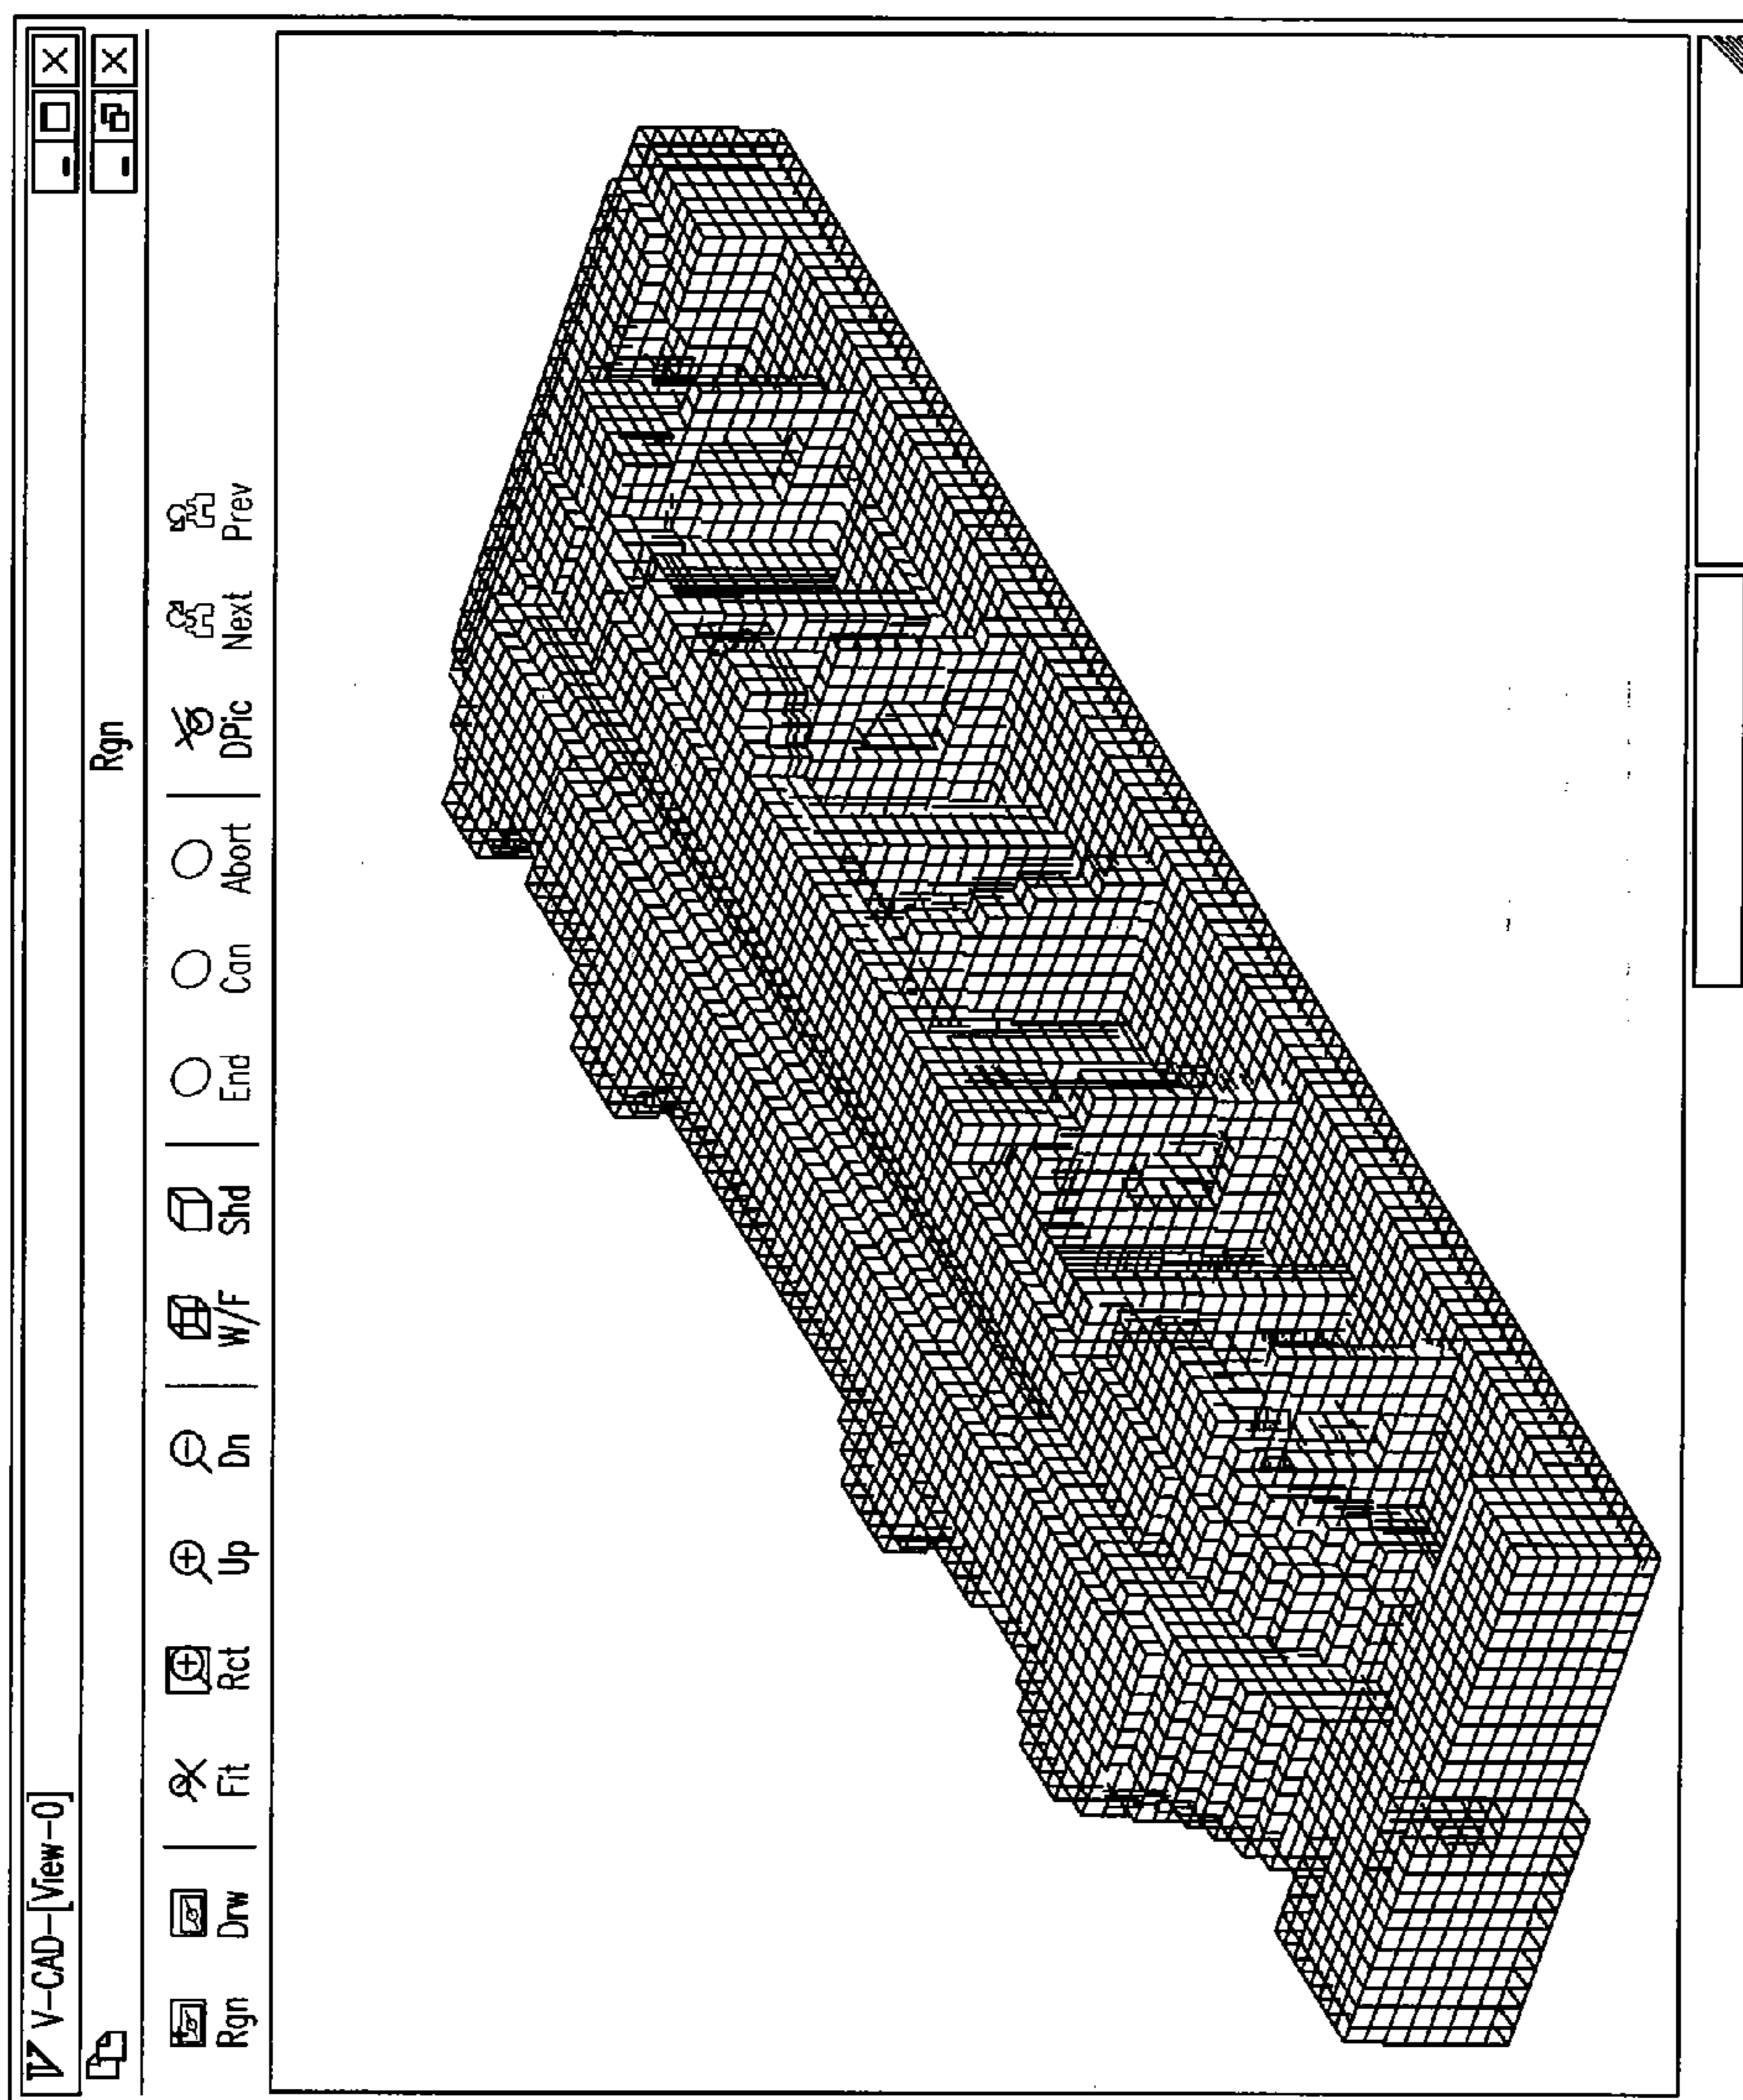 V-CAD-[View-0]
Rgn
Rgn Drw Fit Rct Up Dn W/F Shd End Can Abort DPic Next Prev